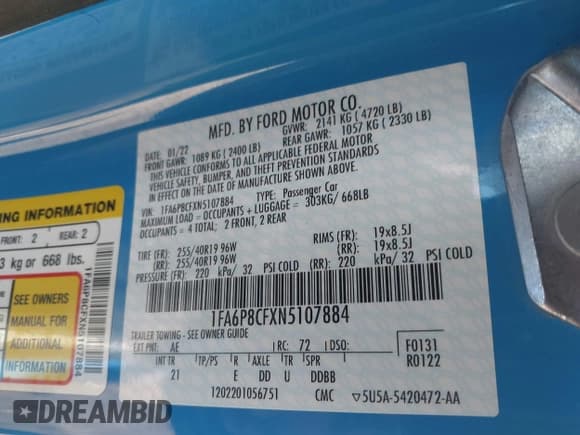 MFD. BY FORD MOTOR CO.
DATE: 01/22 GVWR: 2141 KG ( 4720 LB)
FRONT GAWR: 1089 KG ( 2400 LB) REAR GAWR: 1057 KG ( 2330 LB)
THIS VEHICLE CONFORMS TO ALL APPLICABLE FEDERAL MOTOR
VEHICLE SAFETY, BUMPER, AND THEFT PREVENTION STANDARDS
IN EFFECT ON THE DATE OF MANUFACTURE SHOWN ABOVE.
VIN: 1FA6P8CFXN5107884 TYPE: Passenger Car
MAXIMUM LOAD = OCCUPANTS + LUGGAGE = 303KG/ 668LB
OCCUPANTS = 4 TOTAL; 2 FRONT, 2 REAR
TIRE (FR): 255/40R19 96W RIMS (FR): 19x8.5J
(RR): 255/40R19 96W (RR): 19x8.5J
PRESSURE (FR): 220 kPa/ 32 PSI COLD (RR): 220 kPa/ 32 PSI COLD
1FA6P8CFXN5107884
TRAILER TOWING - SEE OWNER GUIDE
EXT PNT: AE RC: 72 DSO: F0131
INT TR TP/PS R AXLE TR SPR R0122
21 E DD U DDBB
1202201056751 CMC ▽5U5A-5420472-AA
NG INFORMATION
FRONT: 2 REAR: 2
3 kg or 668 lbs.
SEE OWNERS
MANUAL FOR
ADDITIONAL
INFORMATION
1FA6P8CFXN5107884
DREAMBID